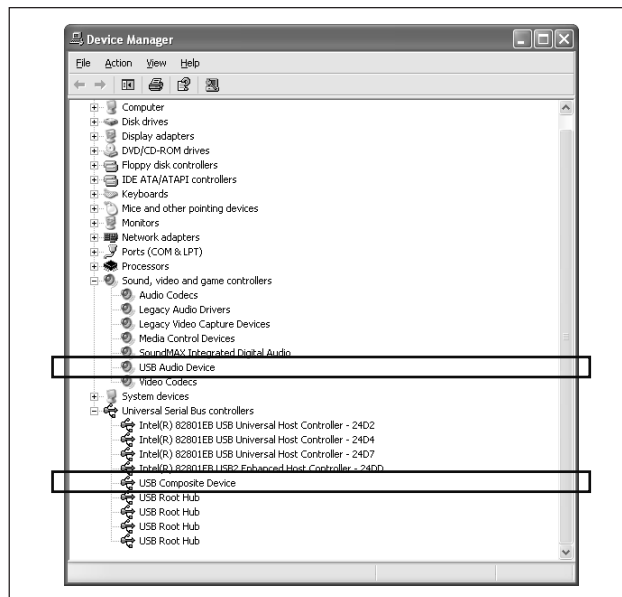 Device Manager
File Action View Help
Computer
Disk drives
Display adapters
DVD/CD-ROM drives
Floppy disk controllers
IDE ATA/ATAPI controllers
Keyboards
Mice and other pointing devices
Monitors
Network adapters
Ports (COM & LPT)
Processors
Sound, video and game controllers
Audio Codecs
Legacy Audio Drivers
Legacy Video Capture Devices
Media Control Devices
SoundMAX Integrated Digital Audio
USB Audio Device
Video Codecs
System devices
Universal Serial Bus controllers
Intel(R) 82801EB USB Universal Host Controller - 24D2
Intel(R) 82801EB USB Universal Host Controller - 24D4
Intel(R) 82801EB USB Universal Host Controller - 24D7
Intel(R) 82801EB USB2 Enhanced Host Controller - 24DD
USB Composite Device
USB Root Hub
USB Root Hub
USB Root Hub
USB Root Hub